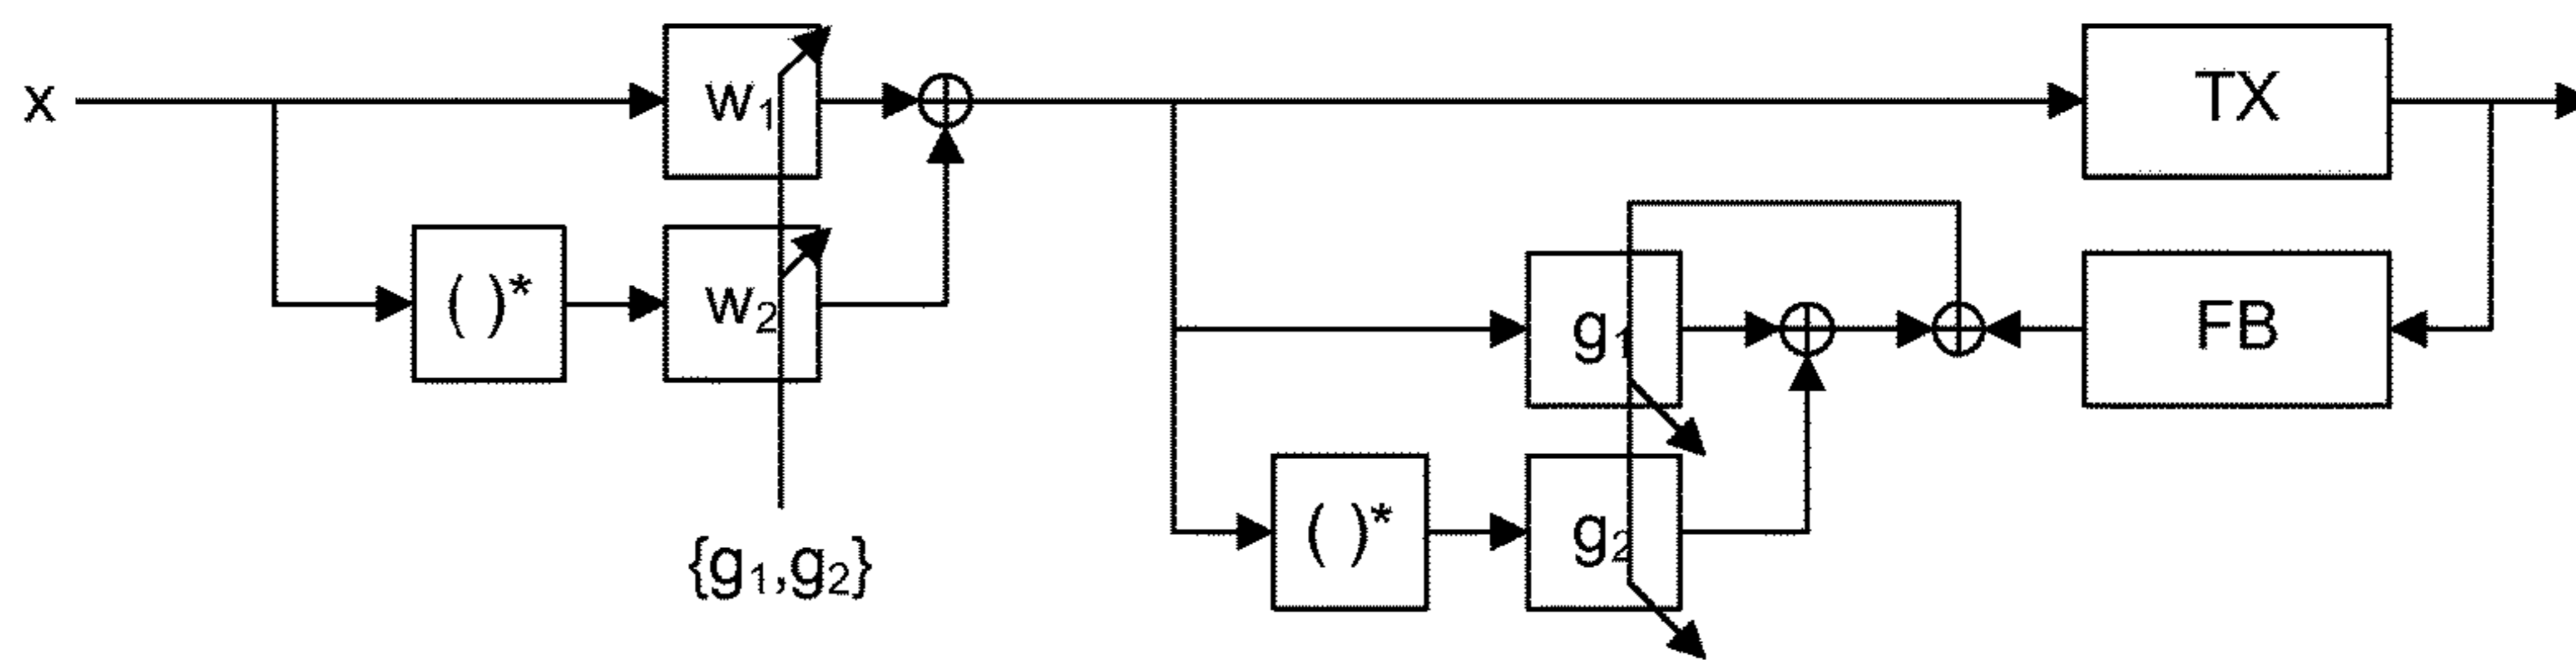 x
w₁
TX
( )*
w₂
g₁
FB
( )*
g₂
{g₁,g₂}